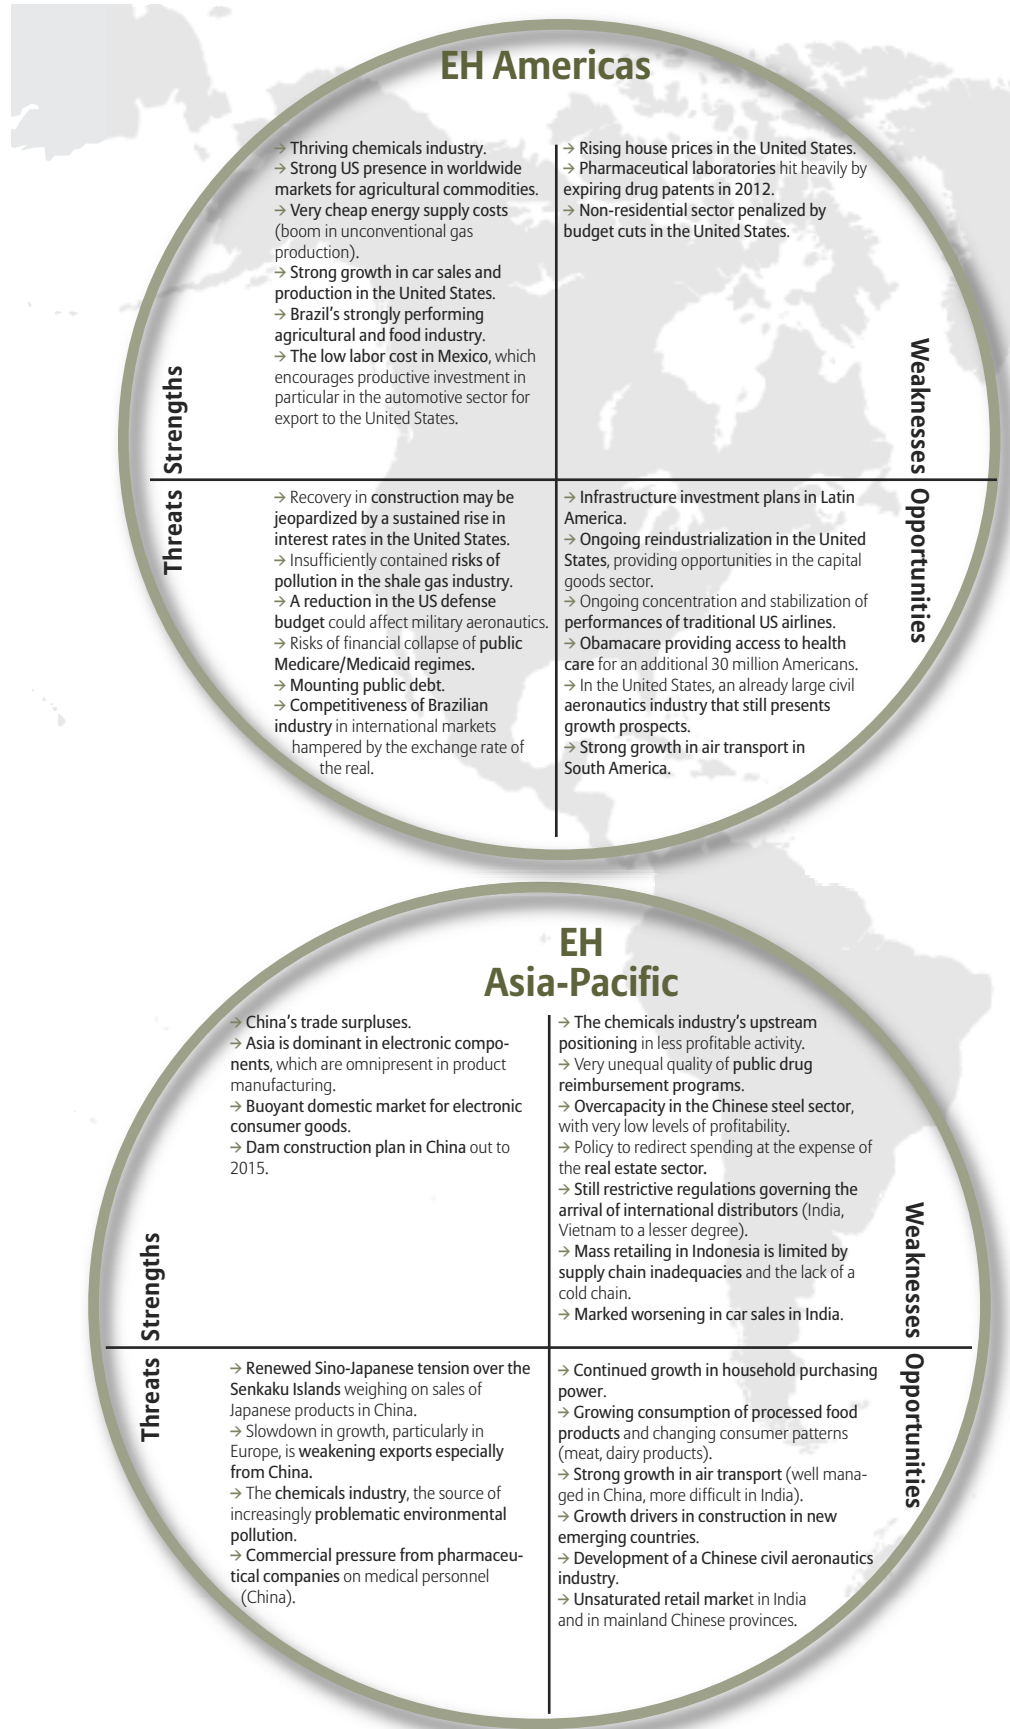 EH Americas
→ Thriving chemicals industry.
→ Strong US presence in worldwide
markets for agricultural commodities.
→ Very cheap energy supply costs
(boom in unconventional gas
production).
→ Strong growth in car sales and
production in the United States.
→ Brazil's strongly performing
agricultural and food industry.
→ The low labor cost in Mexico, which
encourages productive investment in
particular in the automotive sector for
export to the United States.
Strengths
→ Rising house prices in the United States.
→ Pharmaceutical laboratories hit heavily by
expiring drug patents in 2012.
→ Non-residential sector penalized by
budget cuts in the United States.
Weaknesses
Threats
→ Recovery in construction may be
jeopardized by a sustained rise in
interest rates in the United States.
→ Insufficiently contained risks of
pollution in the shale gas industry.
→ A reduction in the US defense
budget could affect military aeronautics.
→ Risks of financial collapse of public
Medicare/Medicaid regimes.
→ Mounting public debt.
→ Competitiveness of Brazilian
industry in international markets
hampered by the exchange rate of
the real.
→ Infrastructure investment plans in Latin
America.
→ Ongoing reindustrialization in the United
States, providing opportunities in the capital
goods sector.
→ Ongoing concentration and stabilization of
performances of traditional US airlines.
→ Obamacare providing access to health
care for an additional 30 million Americans.
→ In the United States, an already large civil
aeronautics industry that still presents
growth prospects.
→ Strong growth in air transport in
South America.
Opportunities
EH
Asia-Pacific
→ China's trade surpluses.
→ Asia is dominant in electronic compo-
nents, which are omnipresent in product
manufacturing.
→ Buoyant domestic market for electronic
consumer goods.
→ Dam construction plan in China out to
2015.
Strengths
→ The chemicals industry's upstream
positioning in less profitable activity.
→ Very unequal quality of public drug
reimbursement programs.
→ Overcapacity in the Chinese steel sector,
with very low levels of profitability.
→ Policy to redirect spending at the expense of
the real estate sector.
→ Still restrictive regulations governing the
arrival of international distributors (India,
Vietnam to a lesser degree).
→ Mass retailing in Indonesia is limited by
supply chain inadequacies and the lack of a
cold chain.
→ Marked worsening in car sales in India.
Weaknesses
Threats
→ Renewed Sino-Japanese tension over the
Senkaku Islands weighing on sales of
Japanese products in China.
→ Slowdown in growth, particularly in
Europe, is weakening exports especially
from China.
→ The chemicals industry, the source of
increasingly problematic environmental
pollution.
→ Commercial pressure from pharmaceu-
tical companies on medical personnel
(China).
→ Continued growth in household purchasing
power.
→ Growing consumption of processed food
products and changing consumer patterns
(meat, dairy products).
→ Strong growth in air transport (well mana-
ged in China, more difficult in India).
→ Growth drivers in construction in new
emerging countries.
→ Development of a Chinese civil aeronautics
industry.
→ Unsaturated retail market in India
and in mainland Chinese provinces.
Opportunities